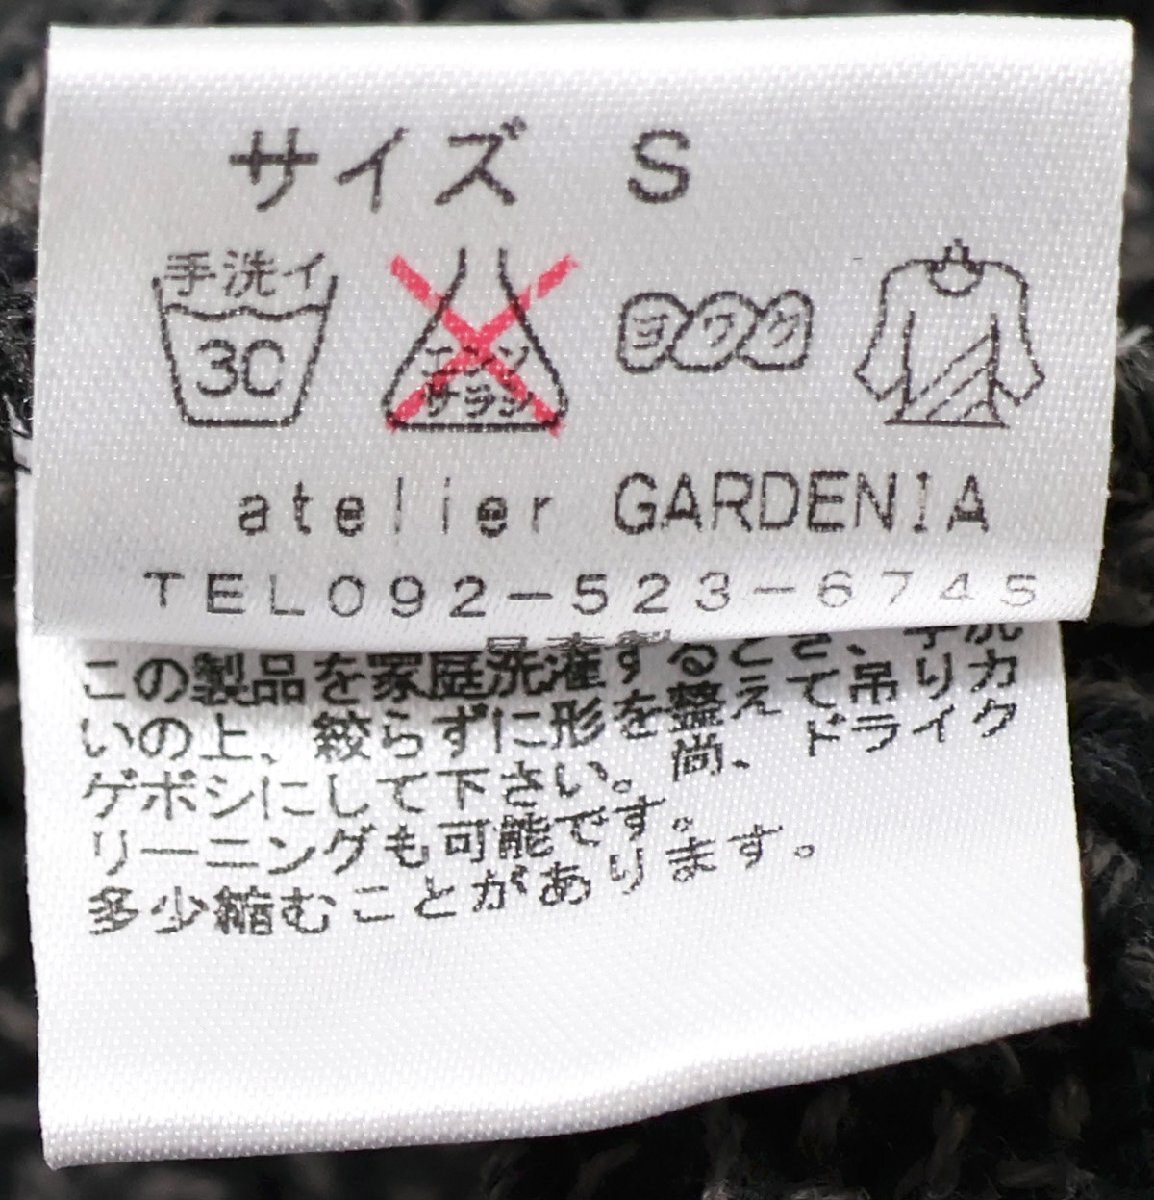 サイズ S
手洗イ
30
エンソ
サラシ
ヨワク
atelier GARDENIA
TEL092-523-6745
この製品を家庭洗濯するとき、手洗
いの上、絞らずに形を整えて吊りカ
ゲボシにして下さい。尚、ドライク
リーニングも可能です。
多少縮むことがあります。